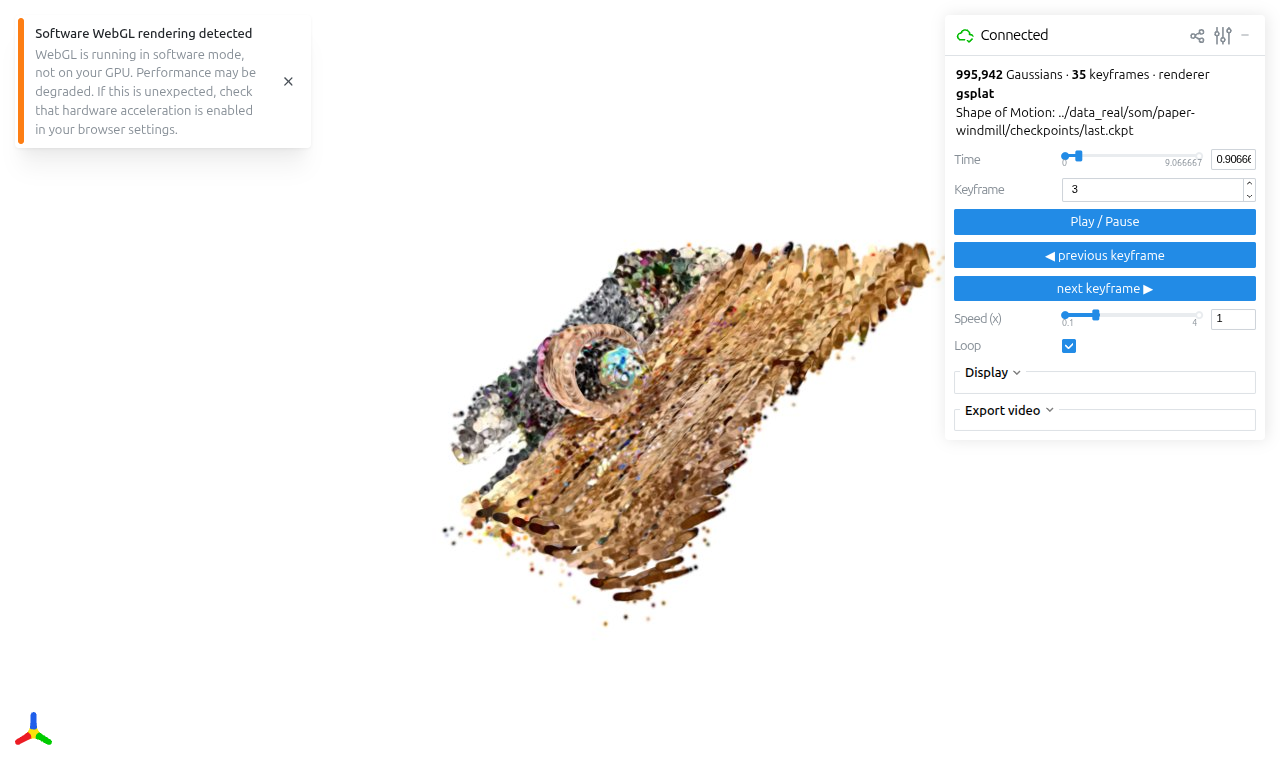 Software WebGL rendering detected
WebGL is running in software mode,
not on your GPU. Performance may be
degraded. If this is unexpected, check
that hardware acceleration is enabled
in your browser settings.
Connected
995,942 Gaussians · 35 keyframes · renderer
gsplat
Shape of Motion: ../data_real/som/paper-
windmill/checkpoints/last.ckpt
Time
0
9.066667
0.9066
Keyframe
3
Play / Pause
◀ previous keyframe
next keyframe ▶
Speed (x)
0.1
4
1
Loop
Display
Export video